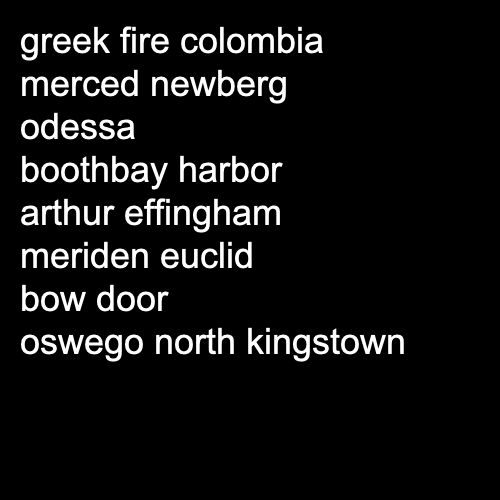 greek fire colombia
merced newberg
odessa
boothbay harbor
arthur effingham
meriden euclid
bow door
oswego north kingstown